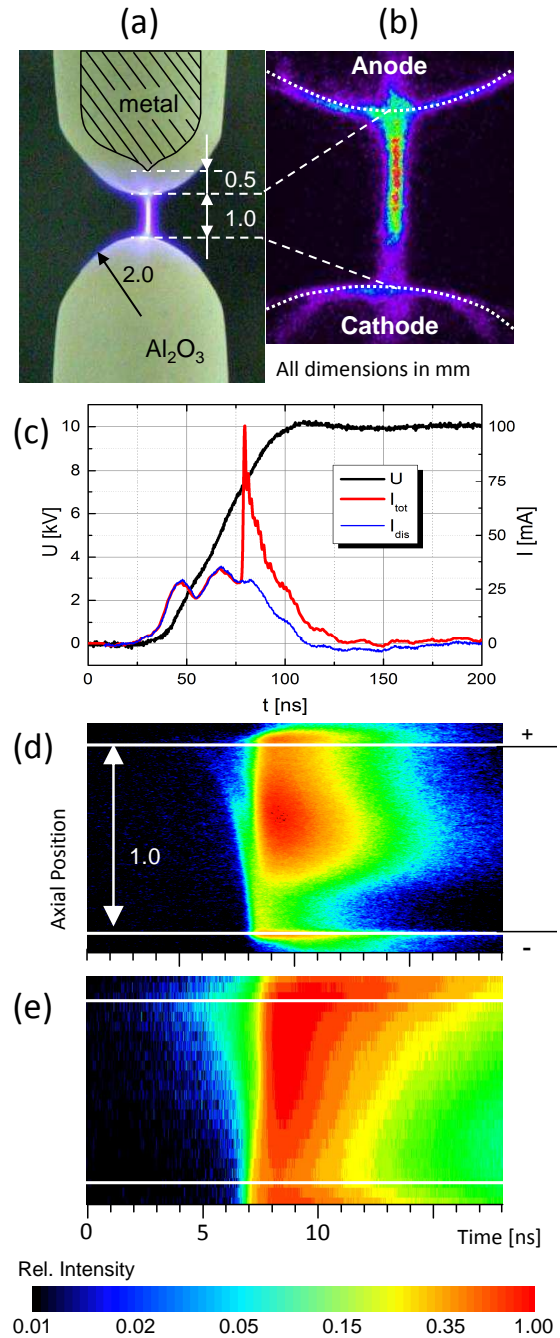 (a)
(b)
metal
0.5
1.0
2.0
Al₂O₃
Anode
Cathode
All dimensions in mm
(c)
10
8
6
4
2
0
U [kV]
100
75
50
25
0
I [mA]
U
I_tot
I_dis
0 50 100 150 200
t [ns]
(d)
+
1.0
Axial Position
-
(e)
0 5 10 Time [ns]
Rel. Intensity
0.01 0.02 0.05 0.15 0.35 1.00